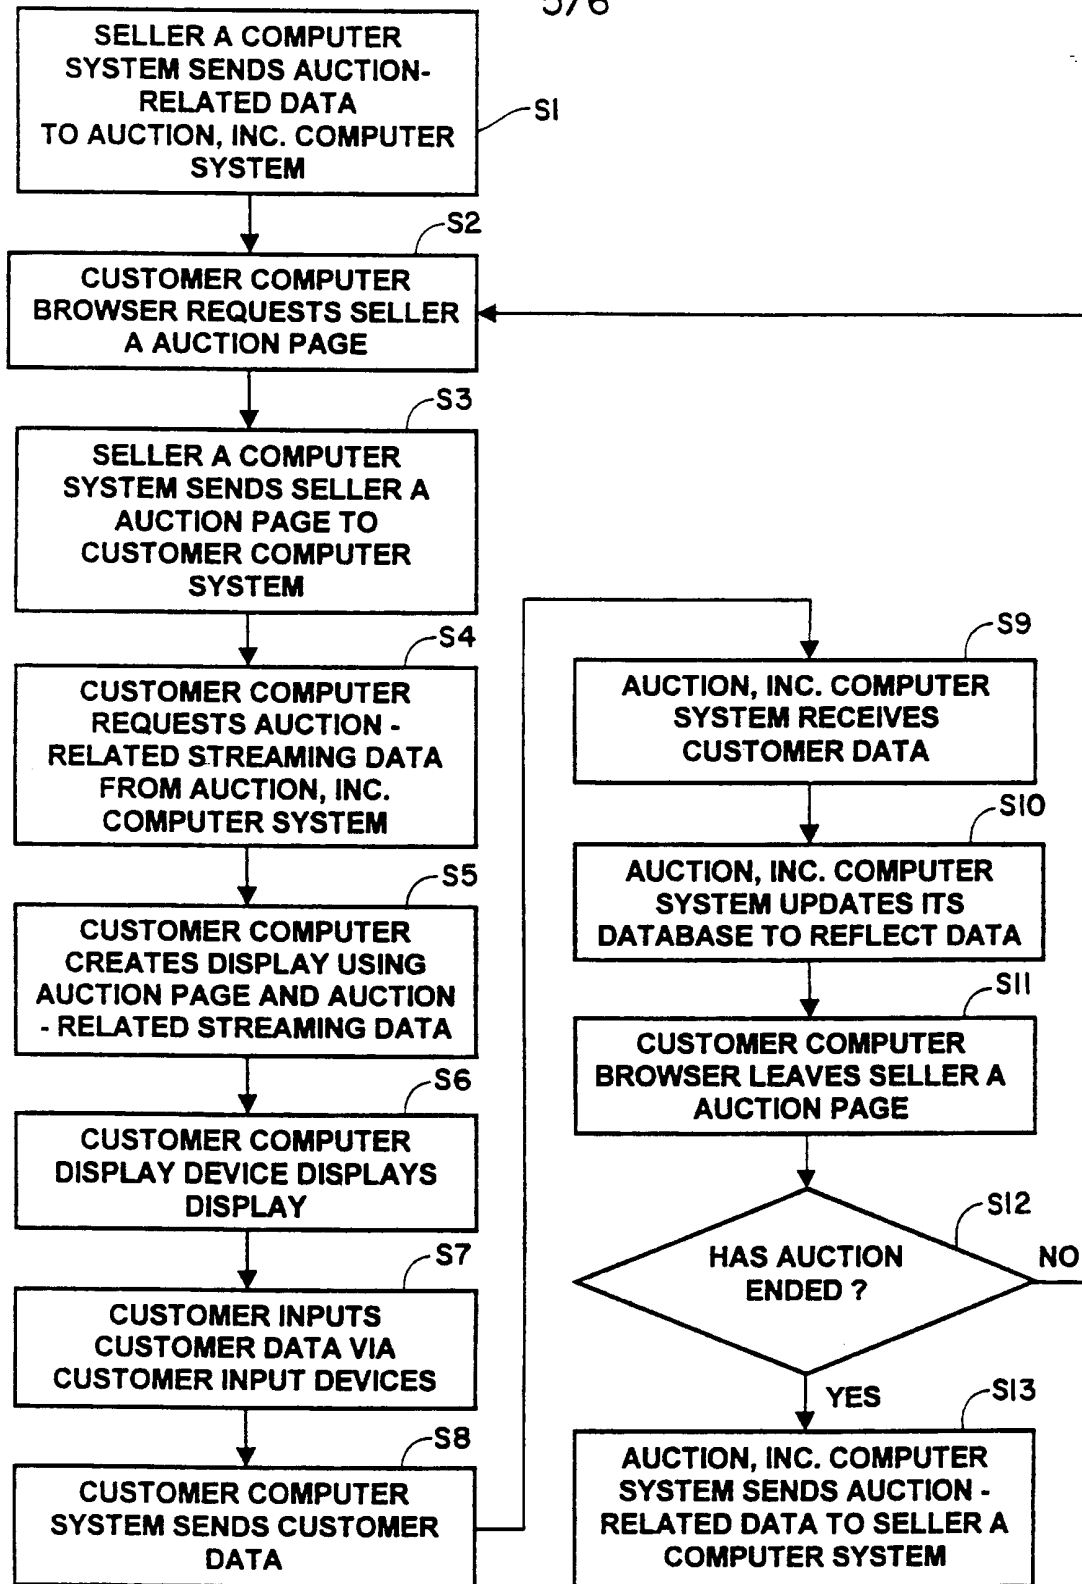 5/6
SELLER A COMPUTER
SYSTEM SENDS AUCTION-
RELATED DATA
TO AUCTION, INC. COMPUTER
SYSTEM
S1
S2
CUSTOMER COMPUTER
BROWSER REQUESTS SELLER
A AUCTION PAGE
S3
SELLER A COMPUTER
SYSTEM SENDS SELLER A
AUCTION PAGE TO
CUSTOMER COMPUTER
SYSTEM
S4
CUSTOMER COMPUTER
REQUESTS AUCTION -
RELATED STREAMING DATA
FROM AUCTION, INC.
COMPUTER SYSTEM
S5
CUSTOMER COMPUTER
CREATES DISPLAY USING
AUCTION PAGE AND AUCTION
- RELATED STREAMING DATA
S6
CUSTOMER COMPUTER
DISPLAY DEVICE DISPLAYS
DISPLAY
S7
CUSTOMER INPUTS
CUSTOMER DATA VIA
CUSTOMER INPUT DEVICES
S8
CUSTOMER COMPUTER
SYSTEM SENDS CUSTOMER
DATA
S9
AUCTION, INC. COMPUTER
SYSTEM RECEIVES
CUSTOMER DATA
S10
AUCTION, INC. COMPUTER
SYSTEM UPDATES ITS
DATABASE TO REFLECT DATA
S11
CUSTOMER COMPUTER
BROWSER LEAVES SELLER A
AUCTION PAGE
S12
HAS AUCTION
ENDED ?
NO
YES
S13
AUCTION, INC. COMPUTER
SYSTEM SENDS AUCTION -
RELATED DATA TO SELLER A
COMPUTER SYSTEM